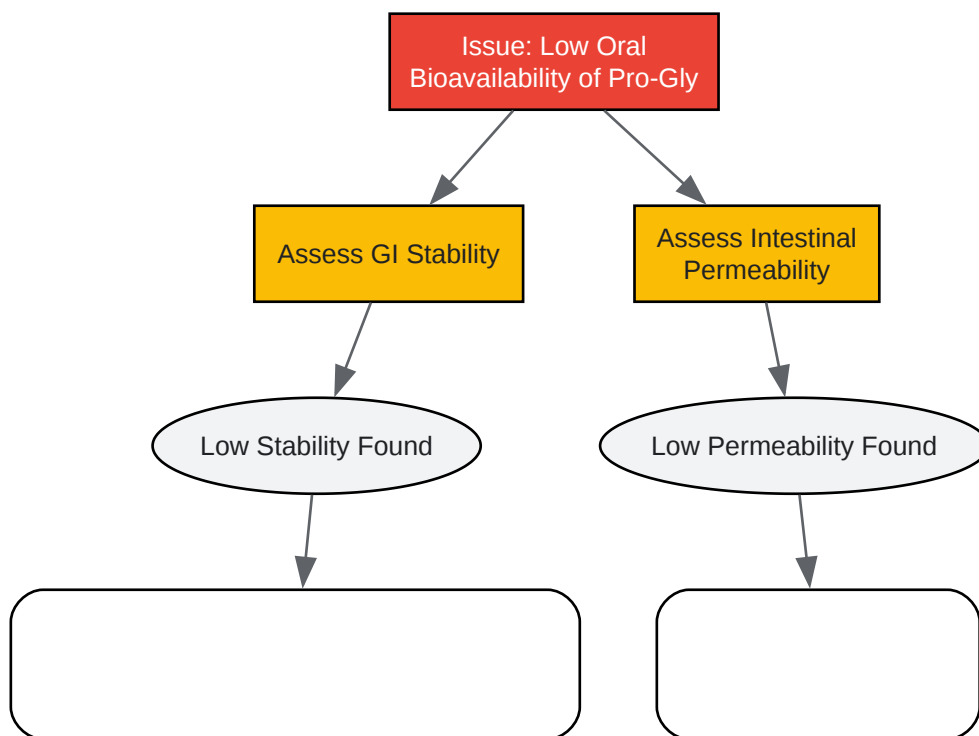 Issue: Low Oral
Bioavailability of Pro-Gly
Assess GI Stability
Assess Intestinal
Permeability
Low Stability Found
Low Permeability Found